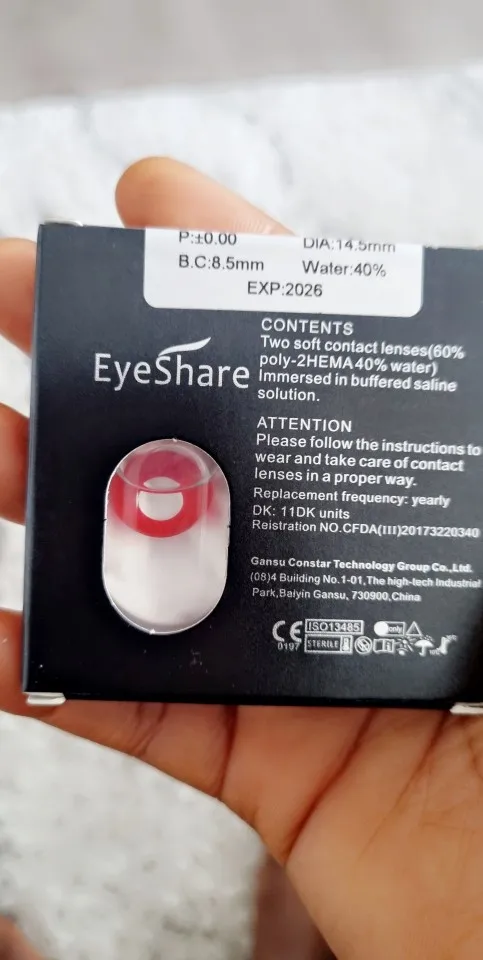 P:±0.00 DIA:14.5mm
B.C:8.5mm Water:40%
EXP:2026
EyeShare
CONTENTS
Two soft contact lenses(60%
poly-2HEMA40% water)
Immersed in buffered saline
solution.
ATTENTION
Please follow the instructions to
wear and take care of contact
lenses in a proper way.
Replacement frequency: yearly
DK: 11DK units
Reistration NO.CFDA(III)20173220340
Gansu Constar Technology Group Co.,Ltd.
(08)4 Building No.1-01,The high-tech Industrial
Park,Baiyin Gansu, 730900,China
CE ISO13485 only
0197 STERILE